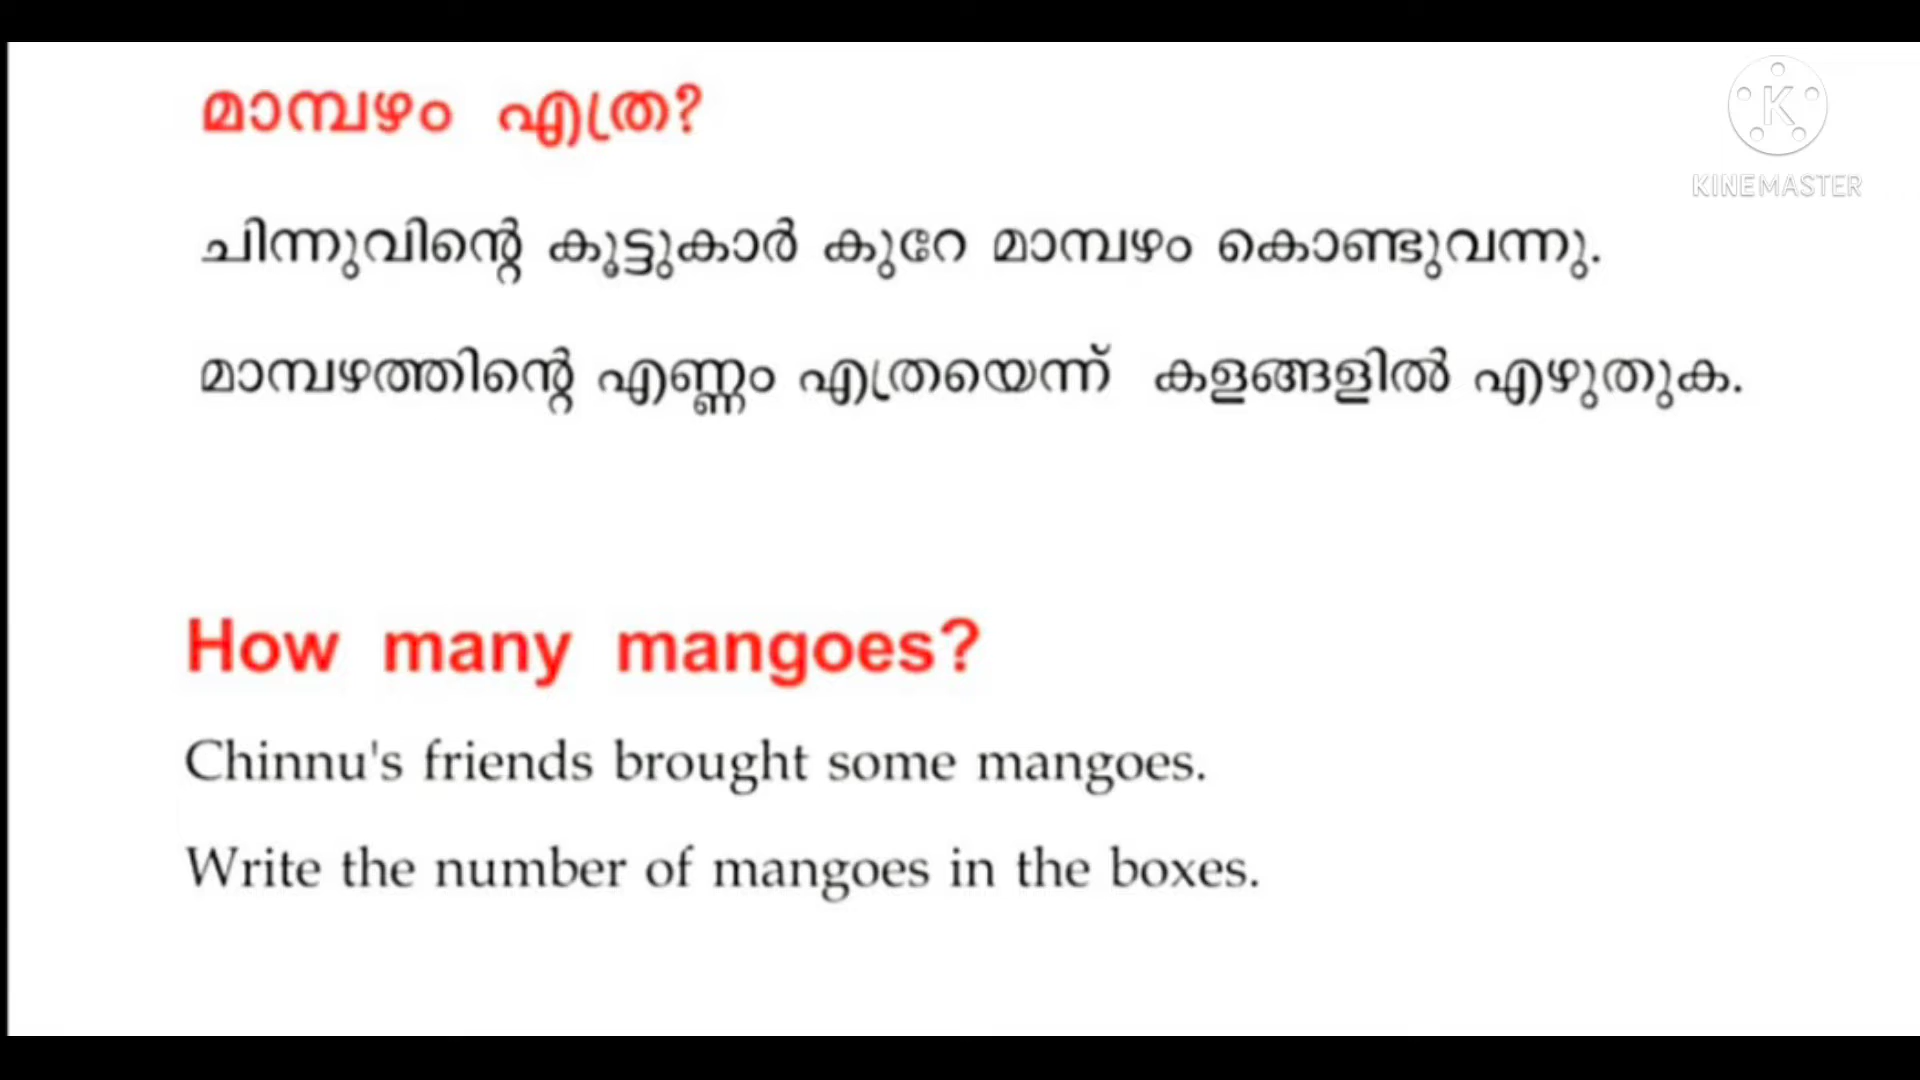 മാമ്പഴം എത്ര?
K
KINEMASTER
ചിന്നുവിന്റെ കൂട്ടുകാർ കുറേ മാമ്പഴം കൊണ്ടുവന്നു.
മാമ്പഴത്തിന്റെ എണ്ണം എത്രയെന്ന് കളങ്ങളിൽ എഴുതുക.
How many mangoes?
Chinnu's friends brought some mangoes.
Write the number of mangoes in the boxes.